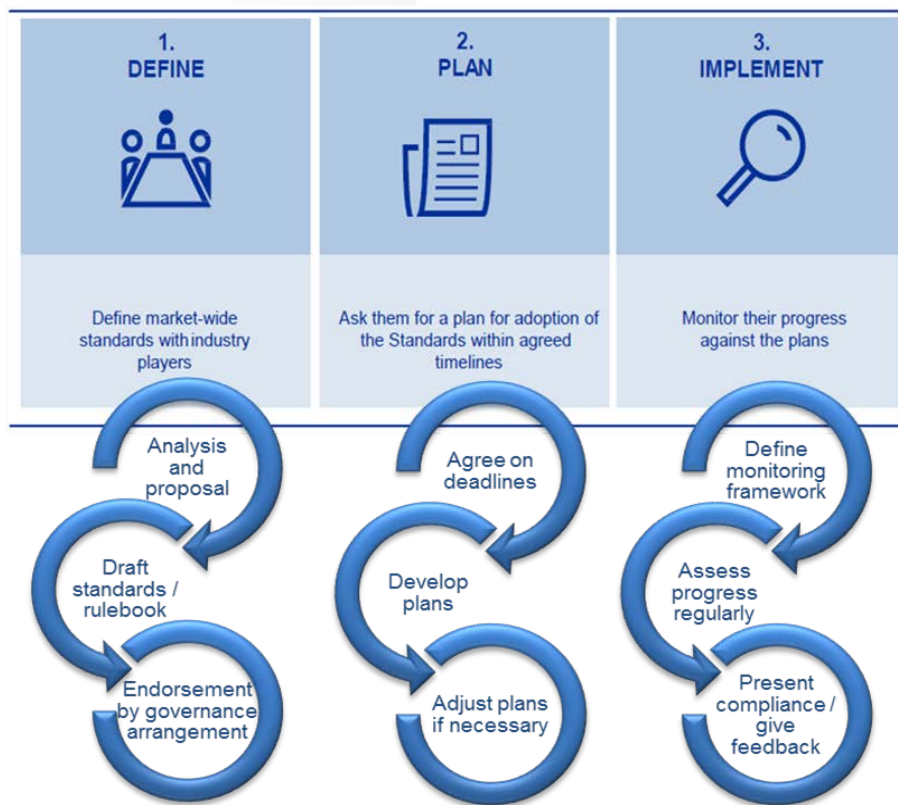 1.
DEFINE
Define market-wide
standards with industry
players
Analysis
and
proposal
Draft
standards /
rulebook
Endorsement
by governance
arrangement
2.
PLAN
Ask them for a plan for adoption of
the Standards within agreed
timelines
Agree on
deadlines
Develop
plans
Adjust plans
if necessary
3.
IMPLEMENT
Monitor their progress
against the plans
Define
monitoring
framework
Assess
progress
regularly
Present
compliance /
give
feedback